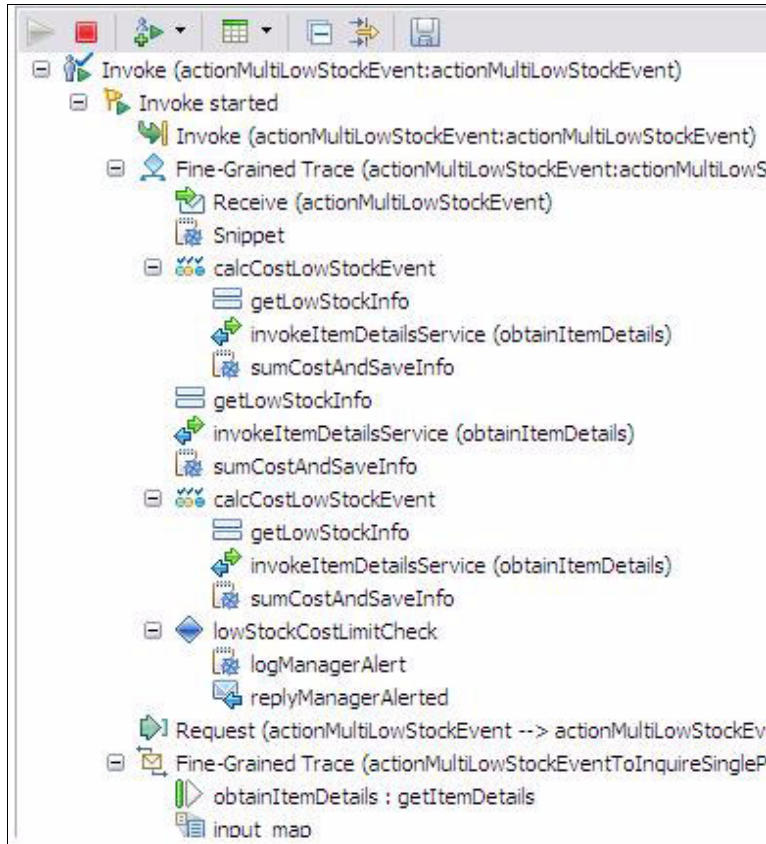 Invoke (actionMultiLowStockEvent:actionMultiLowStockEvent)
Invoke started
Invoke (actionMultiLowStockEvent:actionMultiLowStockEvent)
Fine-Grained Trace (actionMultiLowStockEvent:actionMultiLowS
Receive (actionMultiLowStockEvent)
Snippet
calcCostLowStockEvent
getLowStockInfo
invokeItemDetailsService (obtainItemDetails)
sumCostAndSaveInfo
getLowStockInfo
invokeItemDetailsService (obtainItemDetails)
sumCostAndSaveInfo
calcCostLowStockEvent
getLowStockInfo
invokeItemDetailsService (obtainItemDetails)
sumCostAndSaveInfo
lowStockCostLimitCheck
logManagerAlert
replyManagerAlerted
Request (actionMultiLowStockEvent --> actionMultiLowStockEv
Fine-Grained Trace (actionMultiLowStockEventToInquireSingleP
obtainItemDetails : getItemDetails
input_map